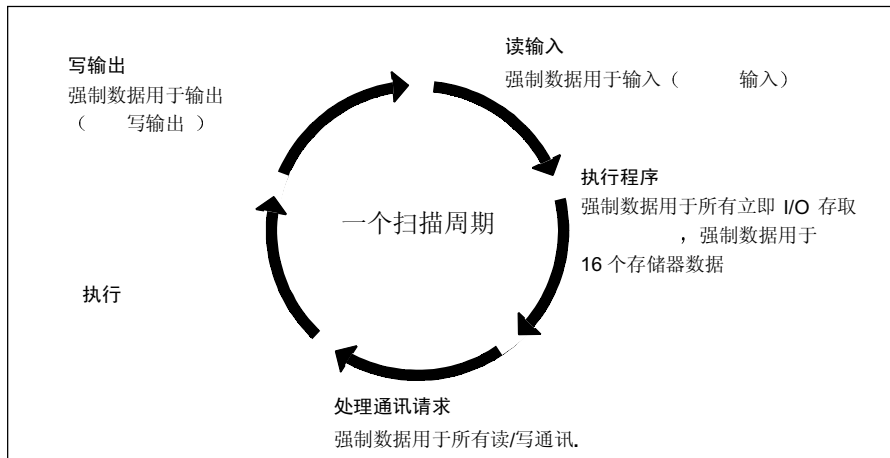 写输出
强制数据用于输出
（ 写输出 ）
读输入
强制数据用于输入（ 输入）
执行程序
强制数据用于所有立即 I/O 存取
，强制数据用于
16 个存储器数据
一个扫描周期
执行
处理通讯请求
强制数据用于所有读/写通讯.